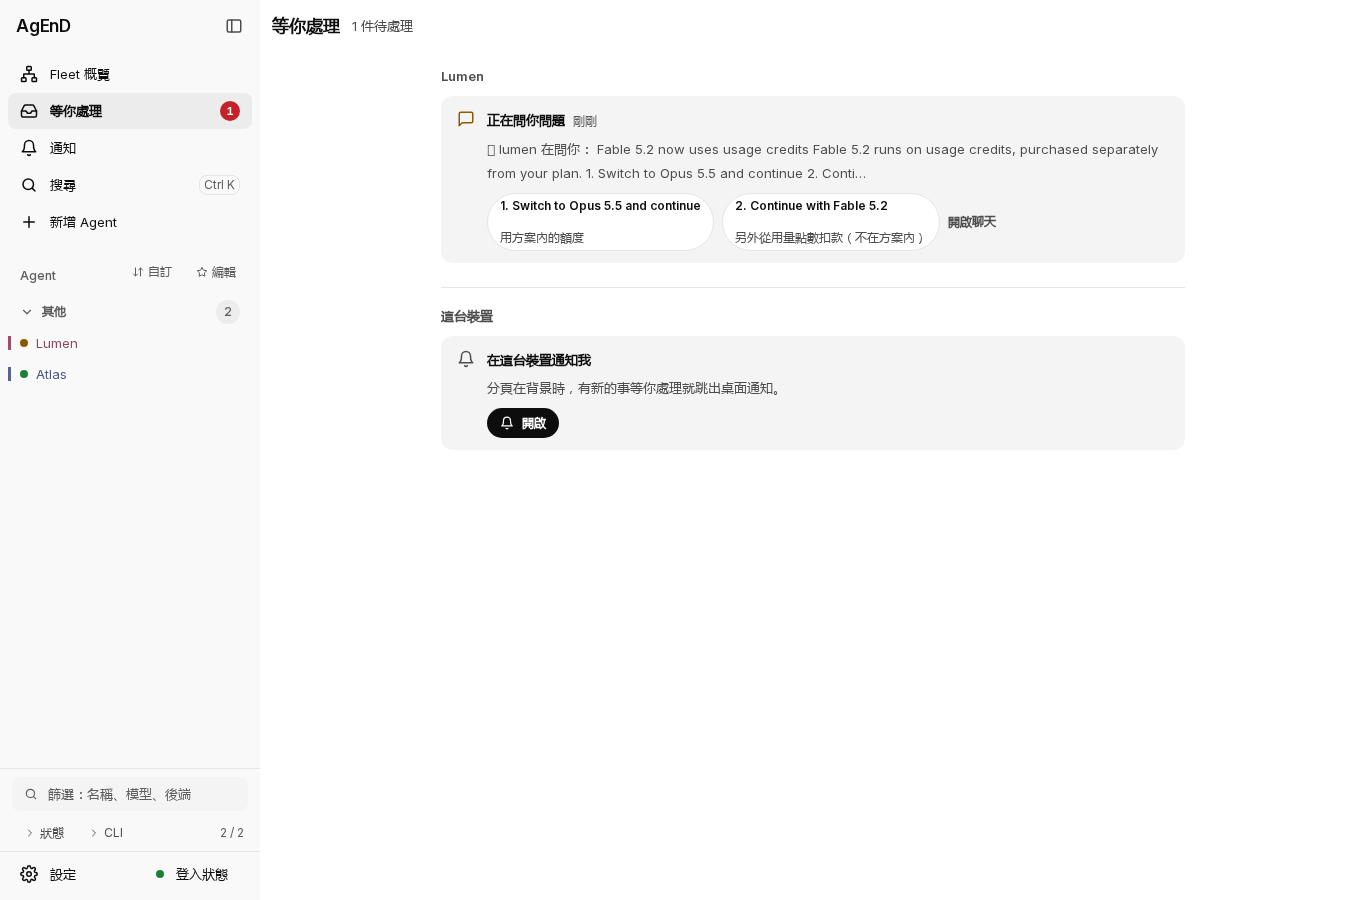 AgEnD
Fleet 概覽
等你處理 1
通知
搜尋 Ctrl K
新增 Agent
Agent 自訂 編輯
其他 2
Lumen
Atlas
篩選：名稱、模型、後端
狀態 CLI 2 / 2
設定 登入狀態
等你處理 1 件待處理
Lumen
正在問你問題 剛剛
lumen 在問你： Fable 5.2 now uses usage credits Fable 5.2 runs on usage credits, purchased separately
from your plan. 1. Switch to Opus 5.5 and continue 2. Conti…
1. Switch to Opus 5.5 and continue
用方案內的額度
2. Continue with Fable 5.2
另外從用量點數扣款（不在方案內）
開啟聊天
這台裝置
在這台裝置通知我
分頁在背景時，有新的事等你處理就跳出桌面通知。
開啟